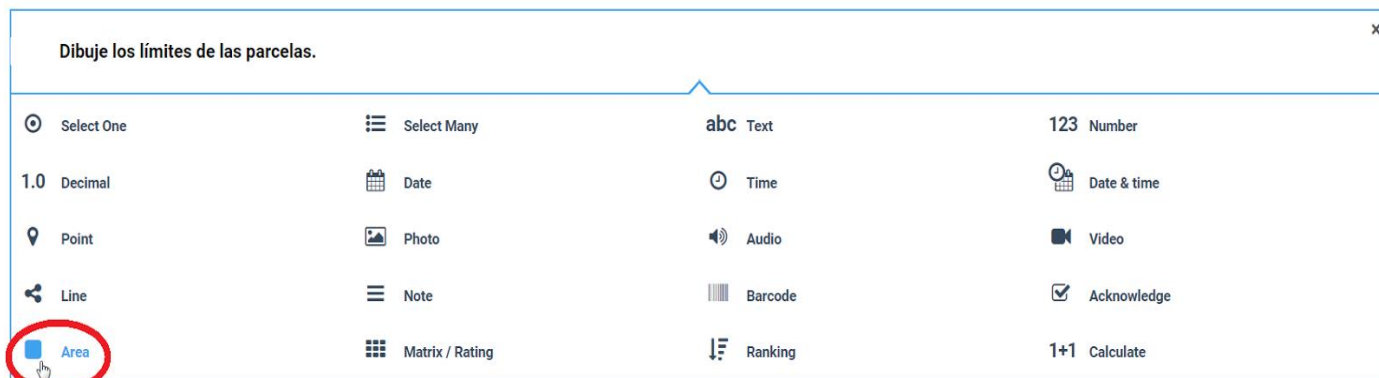 Dibuje los límites de las parcelas.
×
Select One
Select Many
abc Text
123 Number
1.0 Decimal
Date
Time
Date & time
Point
Photo
Audio
Video
Line
Note
Barcode
Acknowledge
Area
Matrix / Rating
Ranking
1+1 Calculate